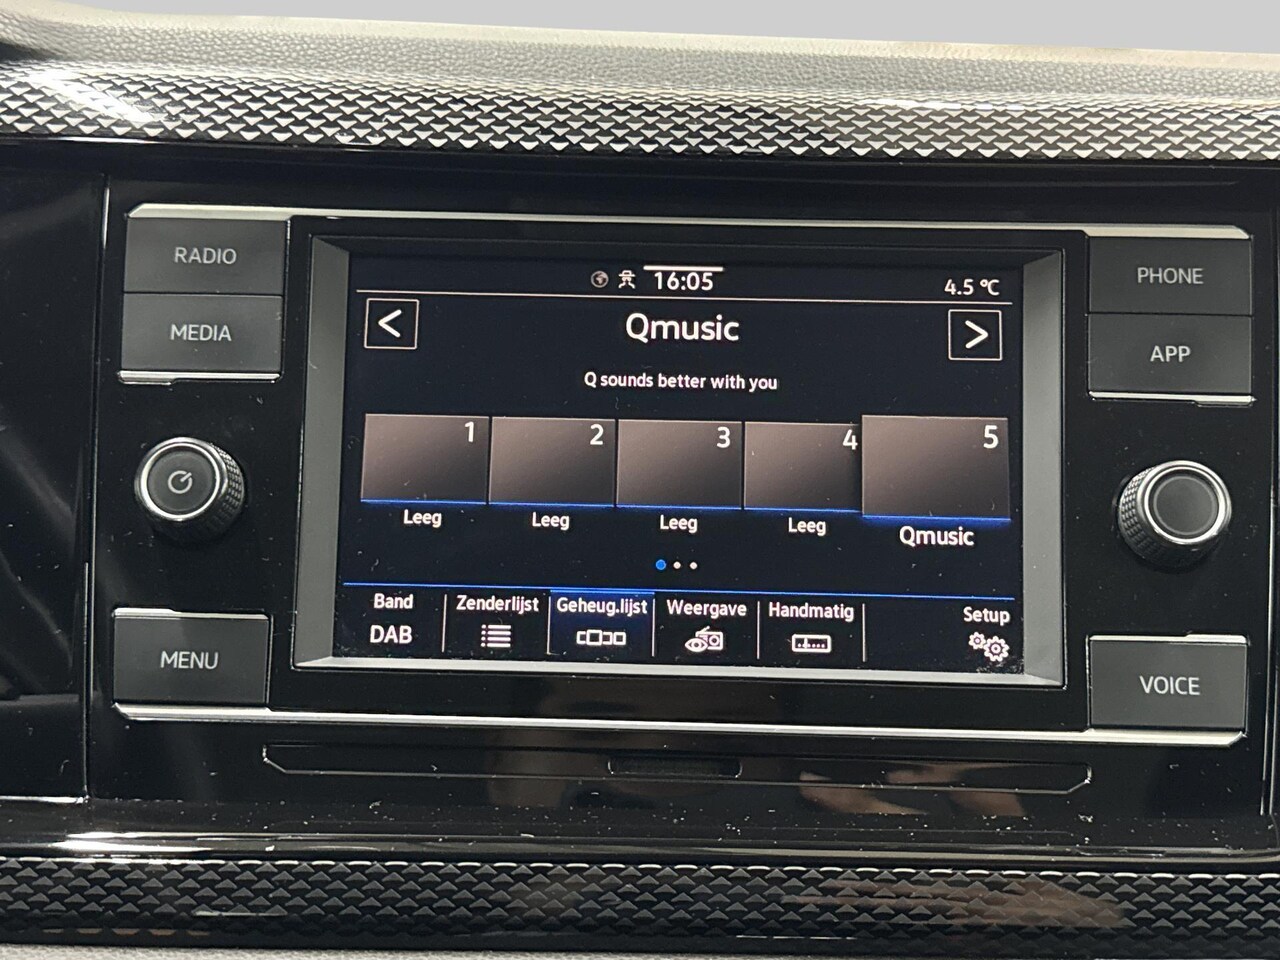 RADIO
MEDIA
MENU
PHONE
APP
VOICE
16:05
4.5 °C
<
Qmusic
>
Q sounds better with you
1 2 3 4 5
Leeg Leeg Leeg Leeg Qmusic
Band Zenderlijst Geheug.lijst Weergave Handmatig Setup
DAB